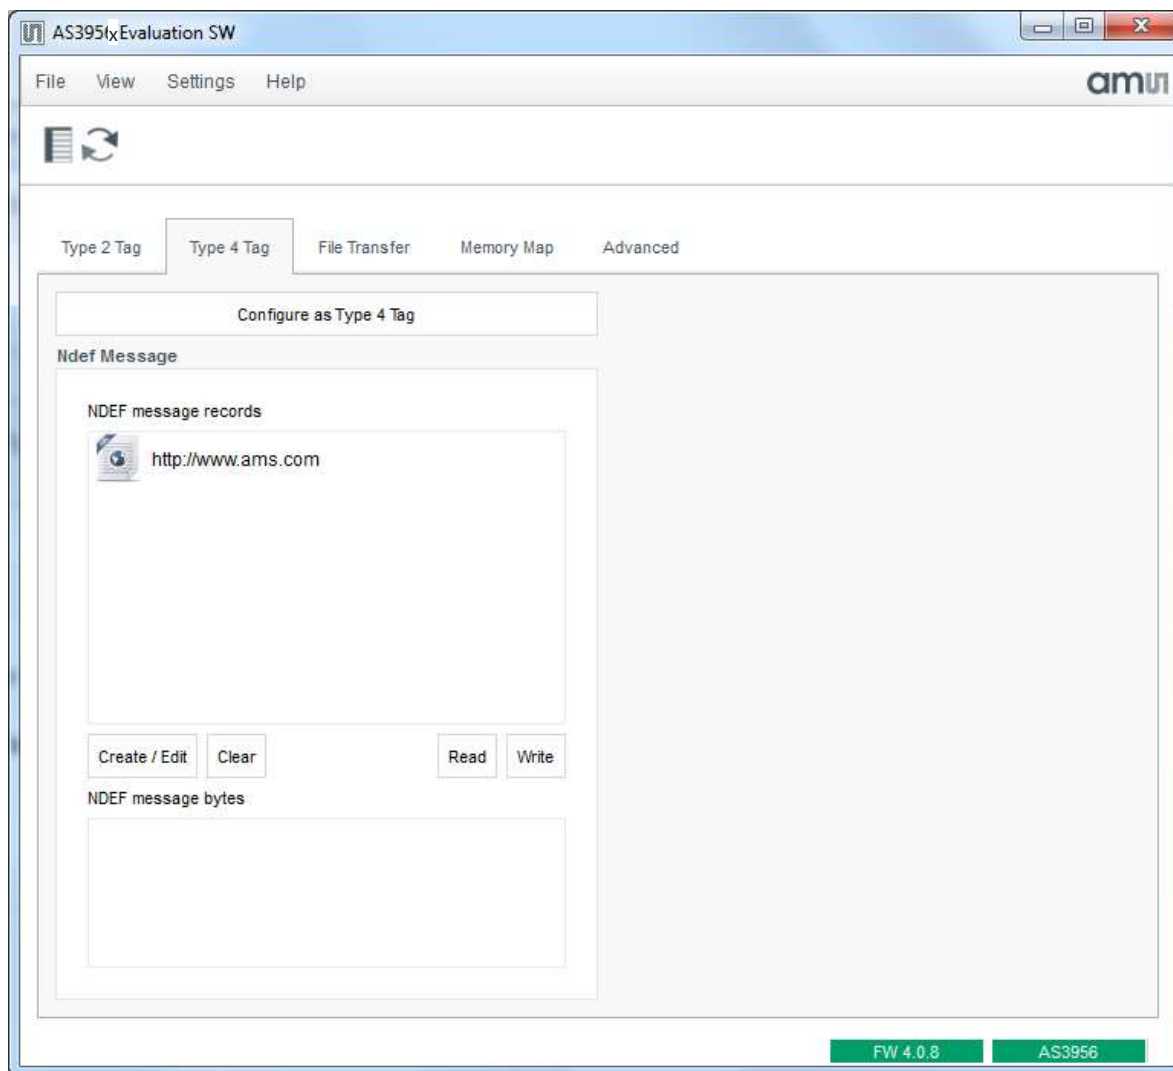 AS3956x Evaluation SW
File View Settings Help
amu
Type 2 Tag Type 4 Tag File Transfer Memory Map Advanced
Configure as Type 4 Tag
Ndef Message
NDEF message records
http://www.ams.com
Create / Edit Clear Read Write
NDEF message bytes
FW 4.0.8 AS3956